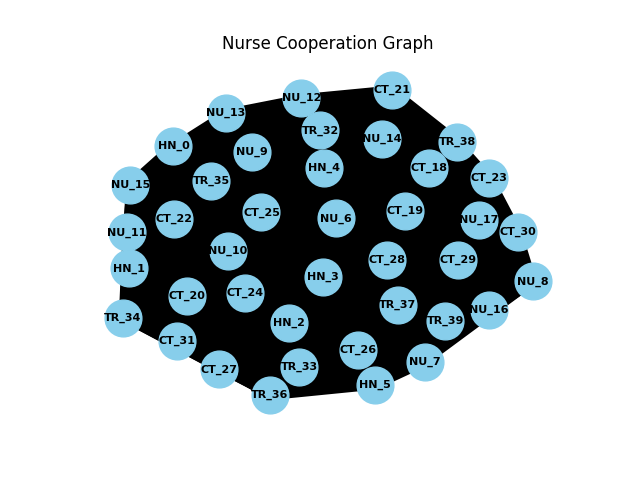 Nurse Cooperation Graph
CT_21
NU_12
NU_13
TR_32
NU_14
TR_38
HN_0
NU_9
HN_4
CT_18
CT_23
TR_35
NU_15
CT_25
CT_19
CT_22
NU_6
NU_17
NU_11
CT_30
NU_10
CT_28
CT_29
HN_1
HN_3
NU_8
CT_24
CT_20
TR_37
NU_16
TR_34
TR_39
HN_2
CT_31
CT_26
NU_7
TR_33
CT_27
HN_5
TR_36